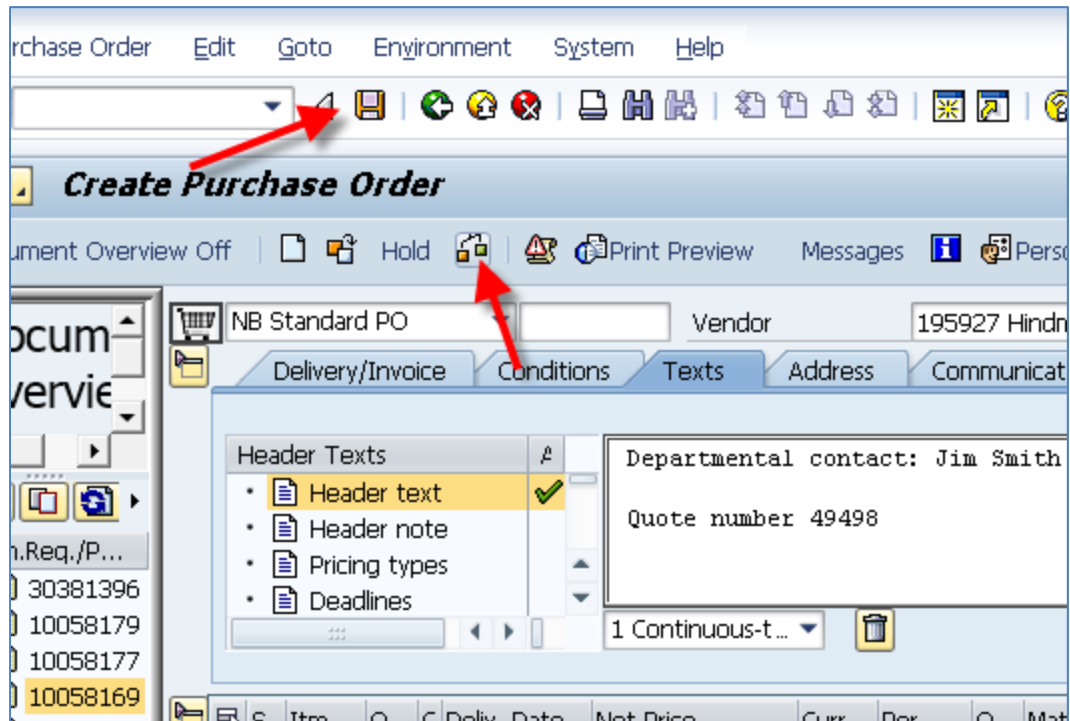 rchase Order Edit Goto Environment System Help
Create Purchase Order
ument Overview Off Hold Print Preview Messages Perso
NB Standard PO Vendor 195927 Hindm
ocum
vervie
Delivery/Invoice Conditions Texts Address Communicat
Header Texts
Header text
Header note
Pricing types
Deadlines
Departmental contact: Jim Smith
Quote number 49498
1 Continuous-t...
n.Req./P...
30381396
10058179
10058177
10058169
S Itm Deliv. Date Net Price Curr Per O Mat